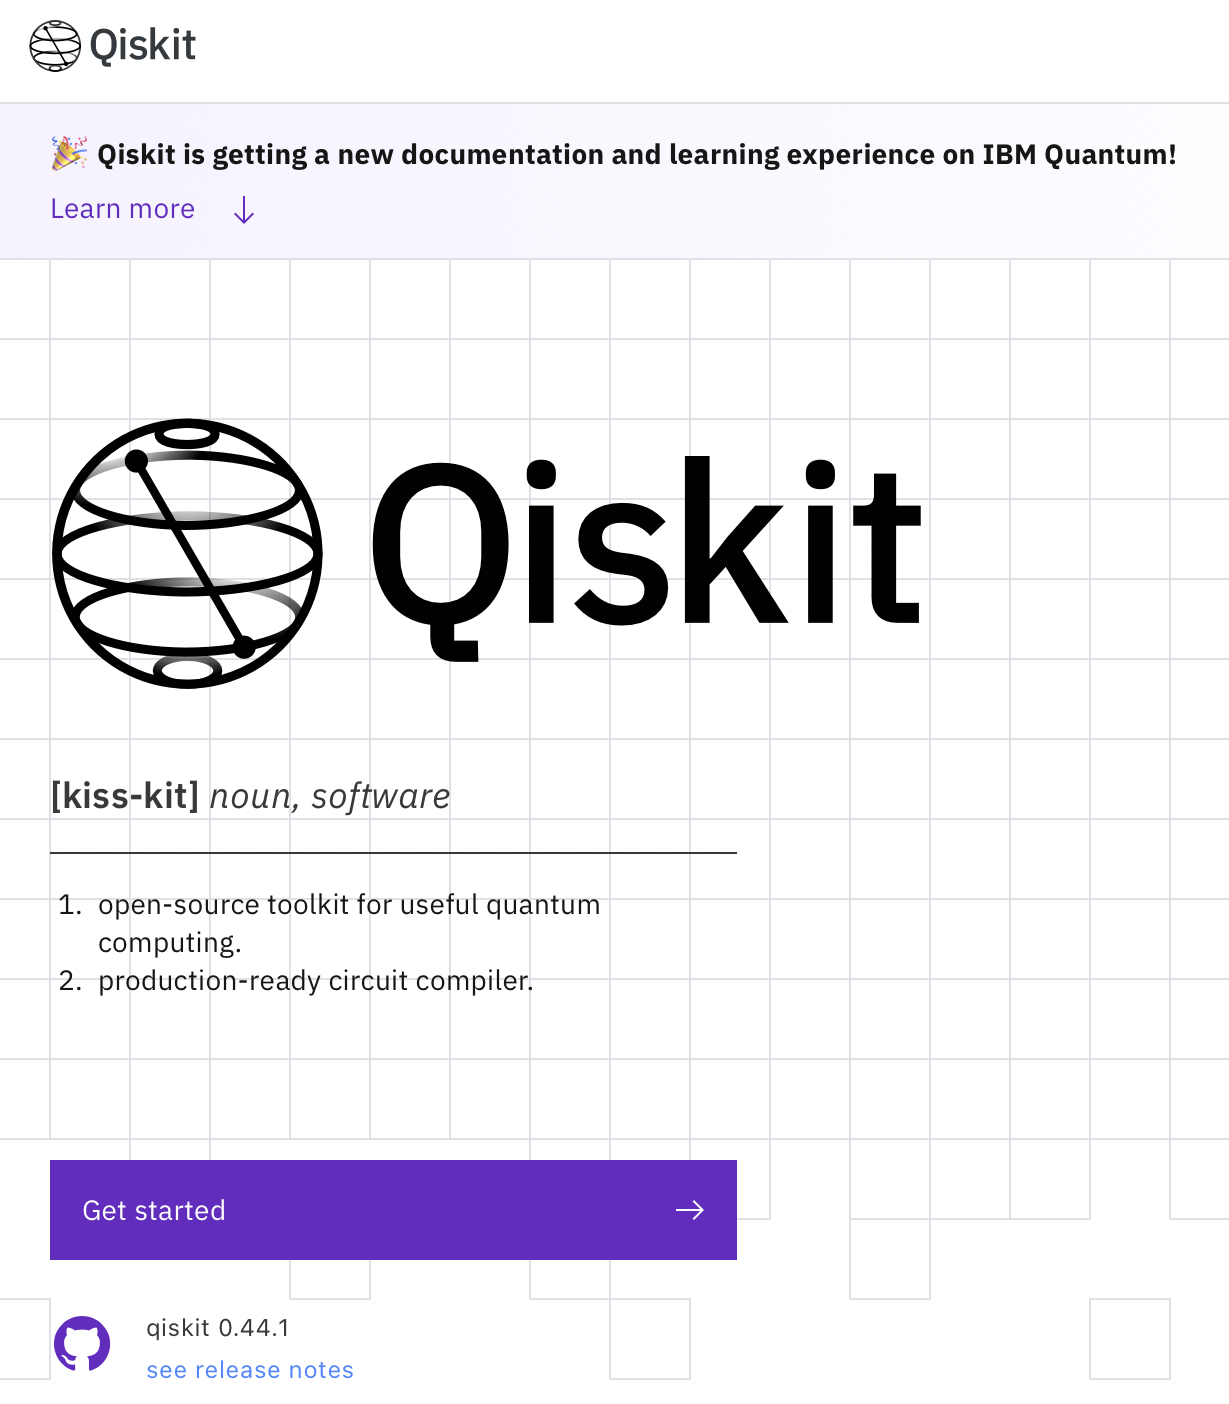 Qiskit
🎉 Qiskit is getting a new documentation and learning experience on IBM Quantum!
Learn more ↓
Qiskit
[kiss-kit] noun, software
1. open-source toolkit for useful quantum
computing.
2. production-ready circuit compiler.
Get started →
qiskit 0.44.1
see release notes